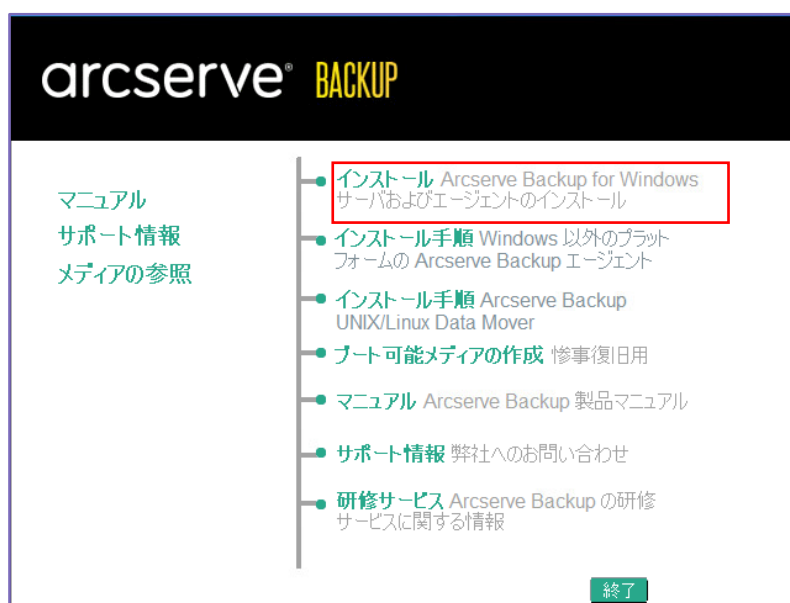 arcserve® BACKUP
マニュアル
サポート情報
メディアの参照
インストール Arcserve Backup for Windows
サーバおよびエージェントのインストール
インストール手順 Windows 以外のプラット
フォームの Arcserve Backup エージェント
インストール手順 Arcserve Backup
UNIX/Linux Data Mover
ブート可能メディアの作成 惨事復旧用
マニュアル Arcserve Backup 製品マニュアル
サポート情報 弊社へのお問い合わせ
研修サービス Arcserve Backup の研修
サービスに関する情報
終了